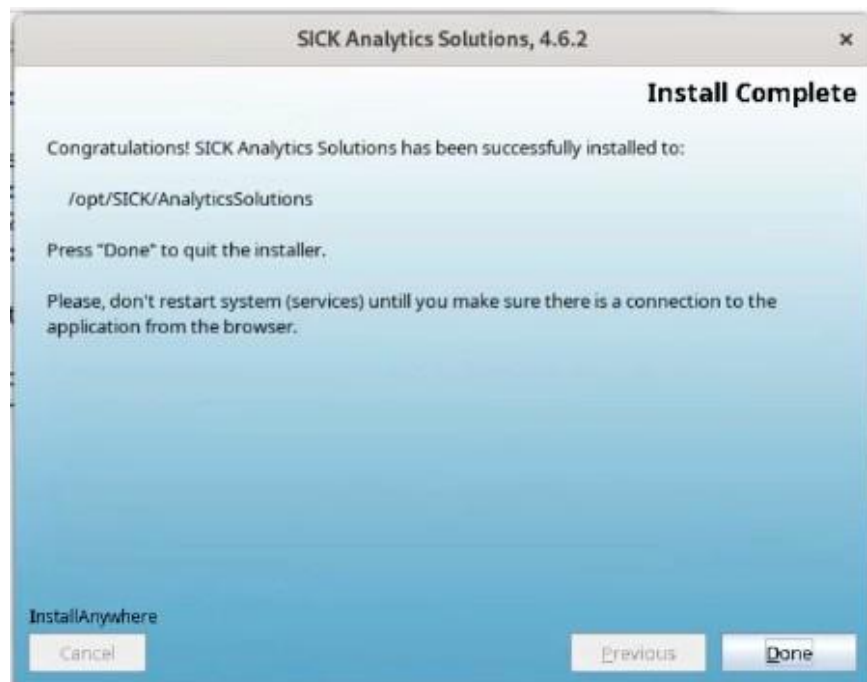 SICK Analytics Solutions, 4.6.2
Install Complete
Congratulations! SICK Analytics Solutions has been successfully installed to:
/opt/SICK/AnalyticsSolutions
Press "Done" to quit the installer.
Please, don't restart system (services) untill you make sure there is a connection to the
application from the browser.
InstallAnywhere
Cancel
Previous
Done